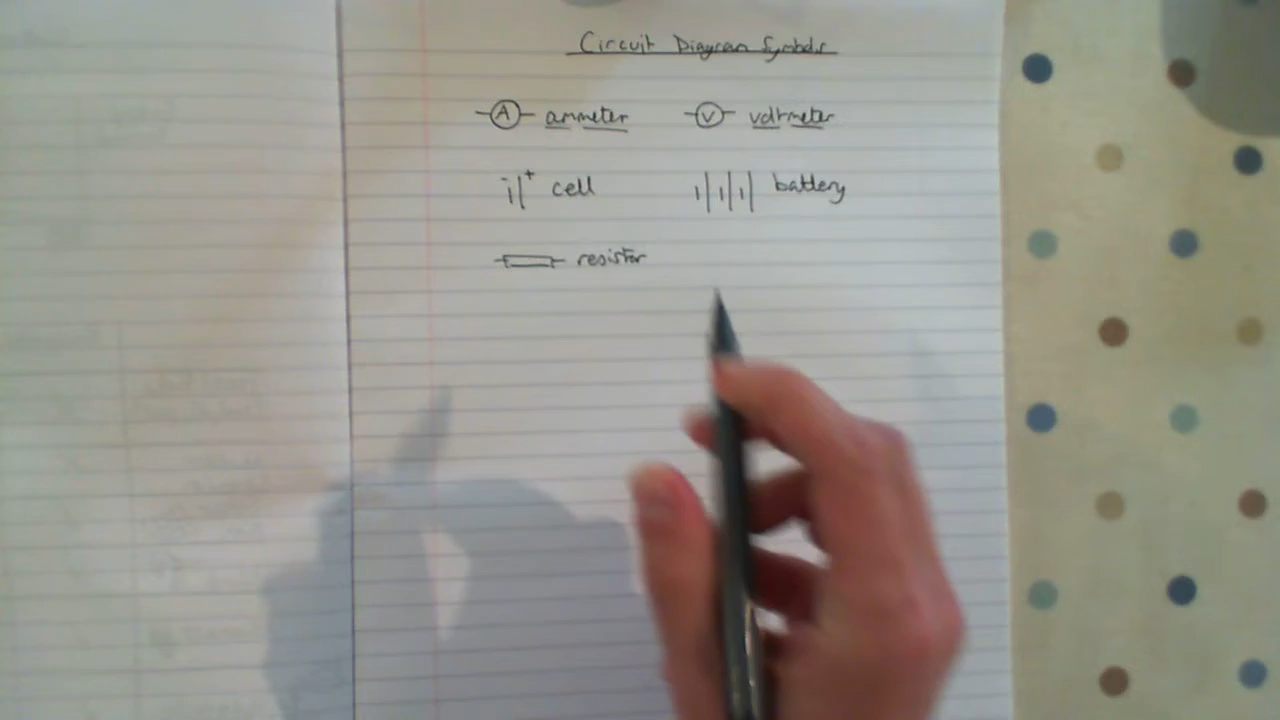 Circuit Diagram Symbols
A ammeter V voltmeter
+ cell battery
resistor